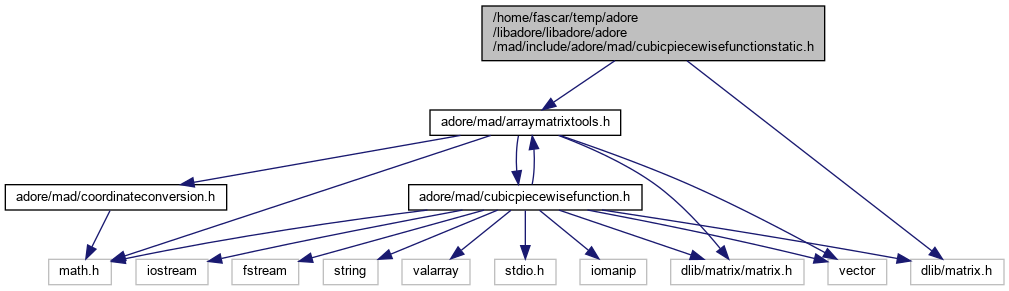 /home/fascar/temp/adore
/libadore/libadore/adore
/mad/include/adore/mad/cubicpiecewisefunctionstatic.h
adore/mad/arraymatrixtools.h
adore/mad/coordinateconversion.h
adore/mad/cubicpiecewisefunction.h
math.h
iostream
fstream
string
valarray
stdio.h
iomanip
dlib/matrix/matrix.h
vector
dlib/matrix.h